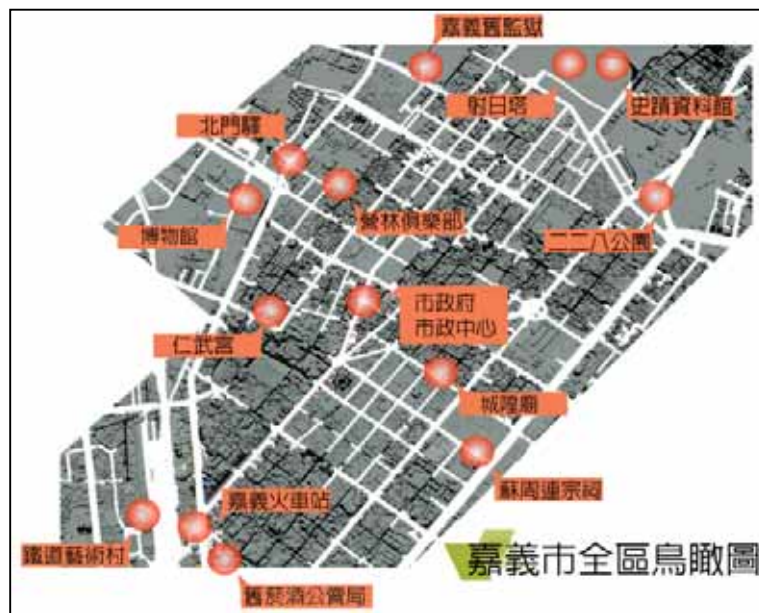 嘉義舊監獄
射日塔
史蹟資料館
北門驛
營林俱樂部
博物館
二二八公園
市政府
市政中心
仁武宮
城隍廟
蘇周連宗祠
嘉義火車站
鐵道藝術村
舊菸酒公賣局
嘉義市全區鳥瞰圖